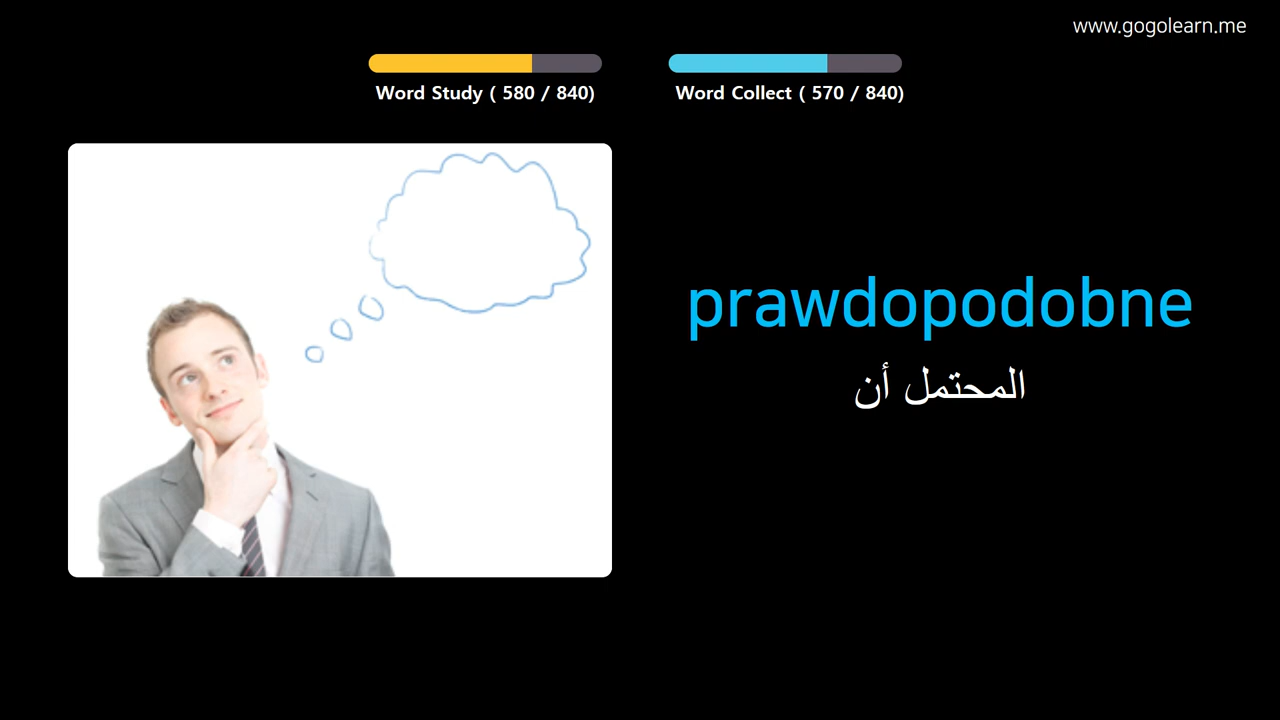 www.gogolearn.me
Word Study ( 580 / 840)
Word Collect ( 570 / 840)
prawdopodobne
المحتمل أن